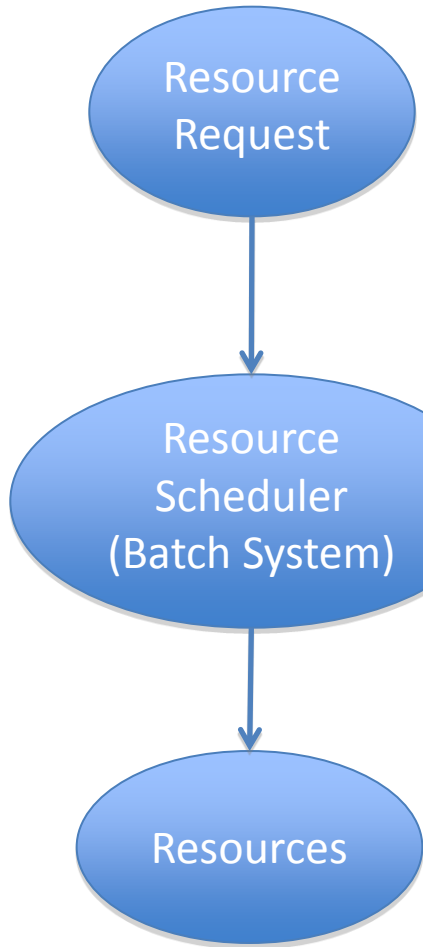 Resource
Request
Resource
Scheduler
(Batch System)
Resources